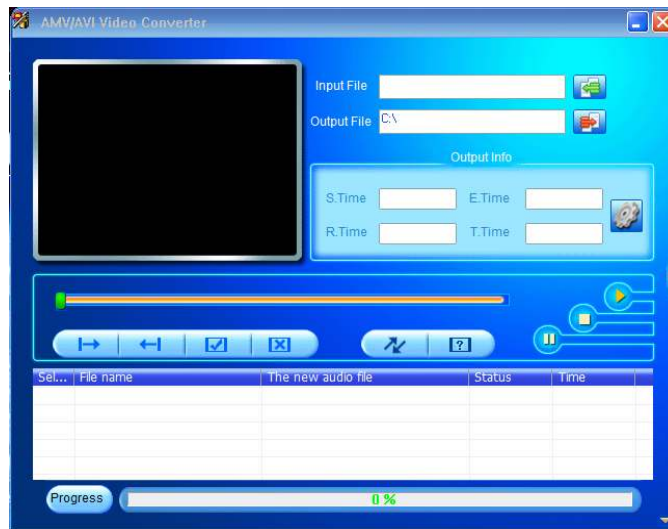 AMV/AVI Video Converter
Input File
Output File C:\
Output Info
S.Time E.Time
R.Time T.Time
?
Sel... File name The new audio file Status Time
Progress 0 %